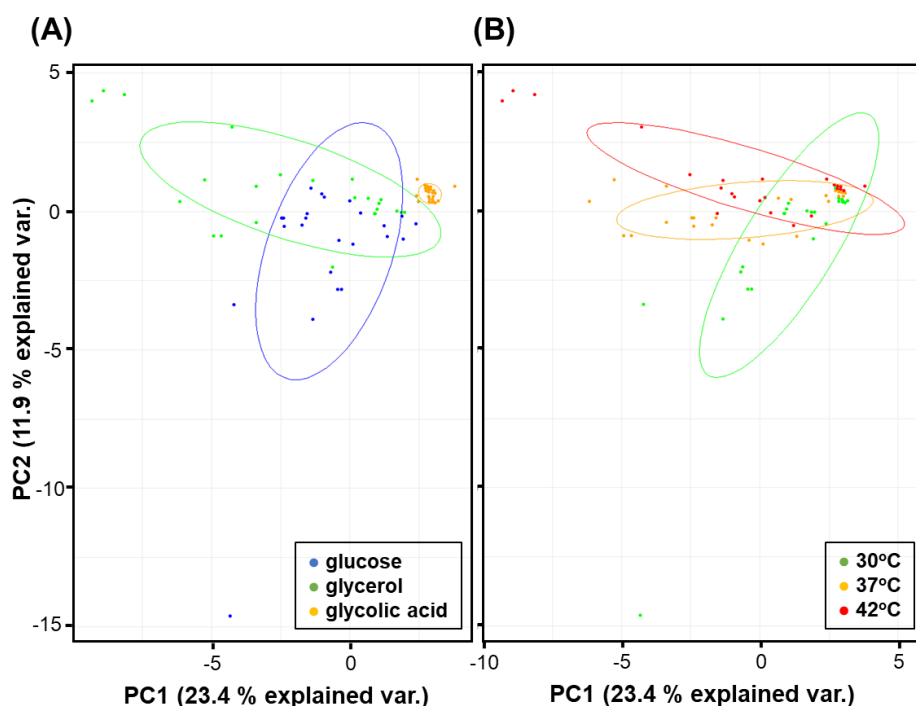 (A)
(B)
PC2 (11.9 % explained var.)
5
0
-5
-10
-15
glucose
glycerol
glycolic acid
30ºC
37ºC
42ºC
-5
0
-10
-5
0
5
PC1 (23.4 % explained var.)
PC1 (23.4 % explained var.)